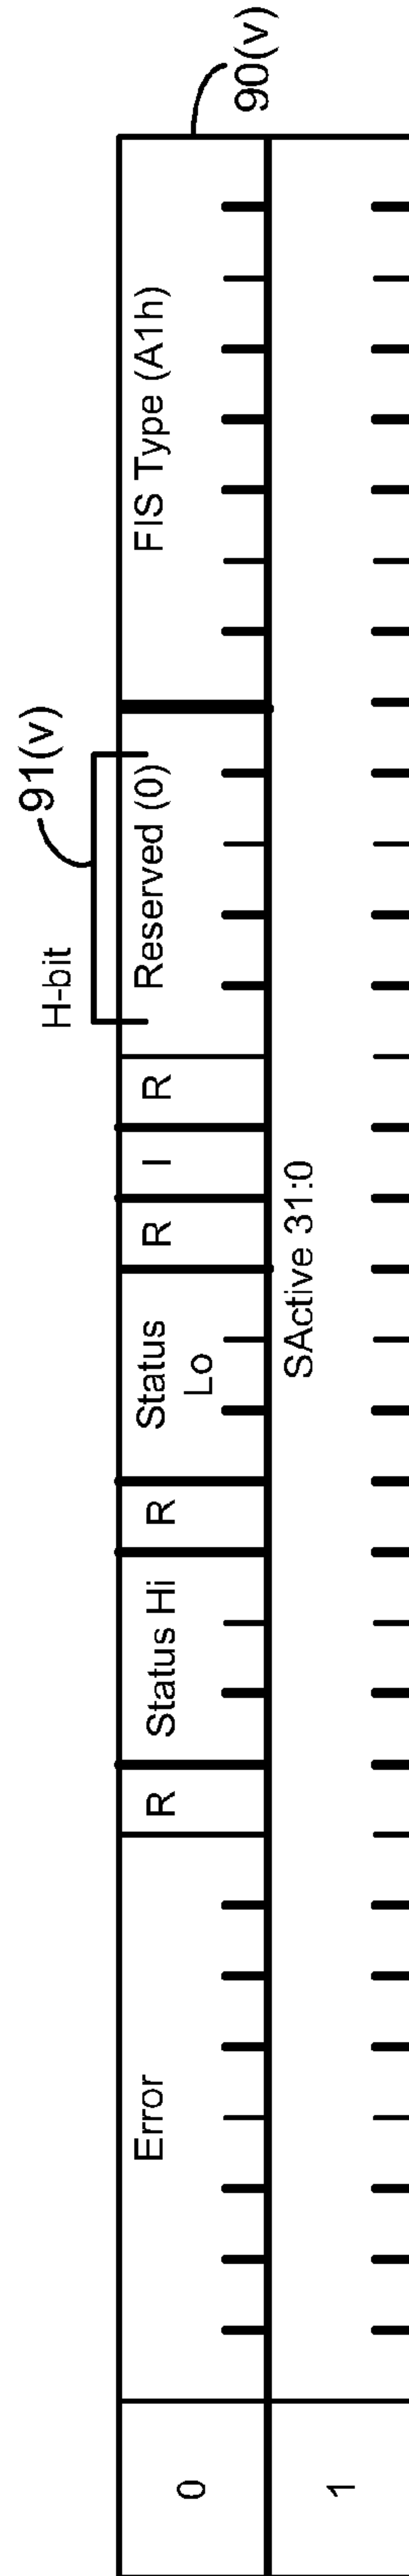 H-bit
91(v)
90(v)
0
Error
R
Status Hi
R
Status
Lo
R
I
R
Reserved (0)
FIS Type (A1h)
1
SActive 31:0